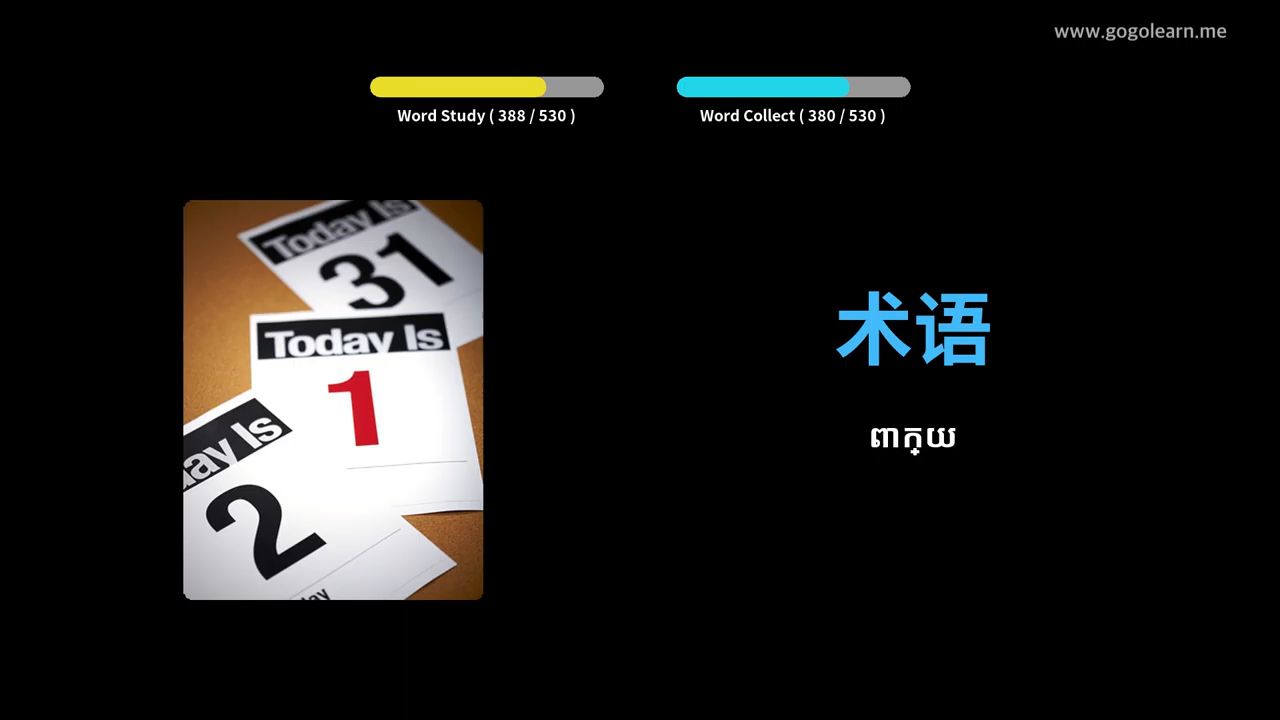 www.gogolearn.me
Word Study ( 388 / 530 )
Word Collect ( 380 / 530 )
Today Is
31
Today Is
1
ay Is
2
术语
ពាក្យ